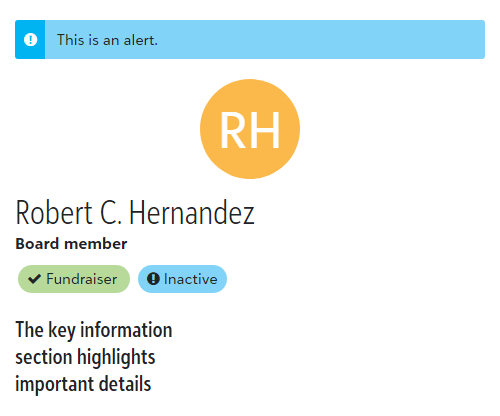 This is an alert.
RH
Robert C. Hernandez
Board member
Fundraiser Inactive
The key information
section highlights
important details